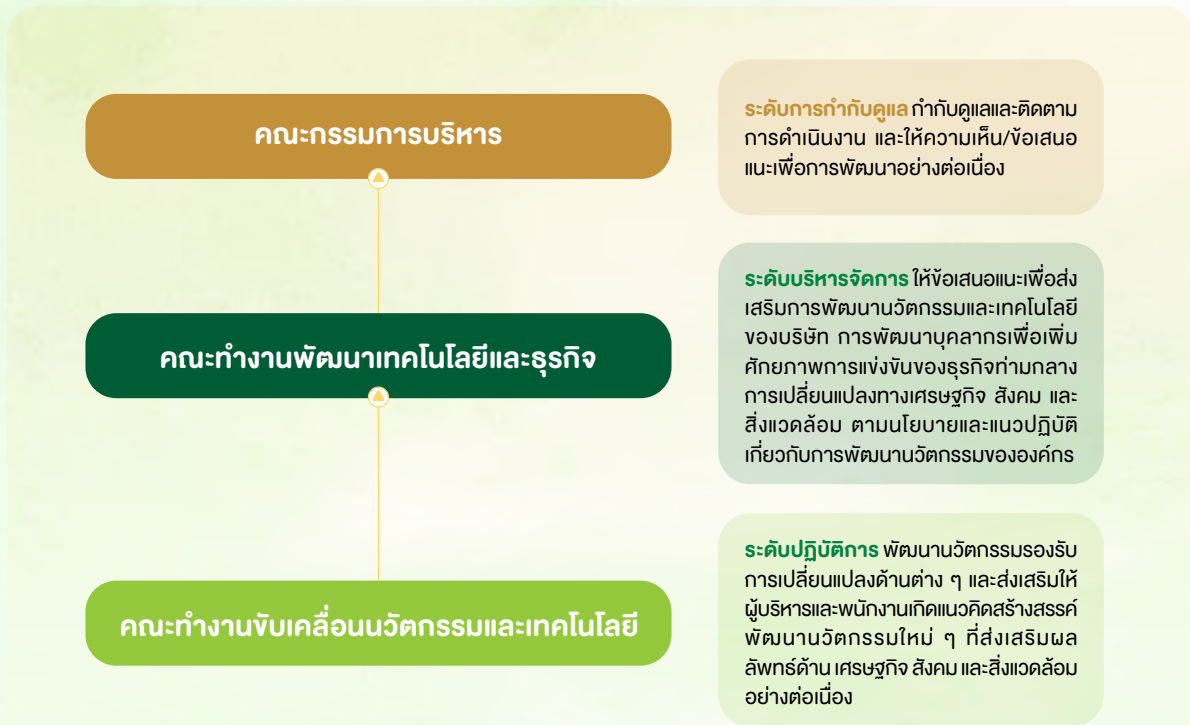 คณะกรรมการบริหาร
ระดับการกำกับดูแล กำกับดูแลและติดตาม
การดำเนินงาน และให้ความเห็น/ข้อเสนอ
แนะเพื่อการพัฒนาอย่างต่อเนื่อง
คณะทำงานพัฒนาเทคโนโลยีและธุรกิจ
ระดับบริหารจัดการ ให้ข้อเสนอแนะเพื่อส่ง
เสริมการพัฒนานวัตกรรมและเทคโนโลยี
ของบริษัท การพัฒนาบุคลากรเพื่อเพิ่ม
ศักยภาพการแข่งขันของธุรกิจท่ามกลาง
การเปลี่ยนแปลงทางเศรษฐกิจ สังคม และ
สิ่งแวดล้อม ตามนโยบายและแนวปฏิบัติ
เกี่ยวกับการพัฒนานวัตกรรมขององค์กร
คณะทำงานขับเคลื่อนนวัตกรรมและเทคโนโลยี
ระดับปฏิบัติการ พัฒนานวัตกรรมรองรับ
การเปลี่ยนแปลงด้านต่าง ๆ และส่งเสริมให้
ผู้บริหารและพนักงานเกิดแนวคิดสร้างสรรค์
พัฒนานวัตกรรมใหม่ ๆ ที่ส่งเสริมผล
ลัพทธ์ด้าน เศรษฐกิจ สังคม และสิ่งแวดล้อม
อย่างต่อเนื่อง